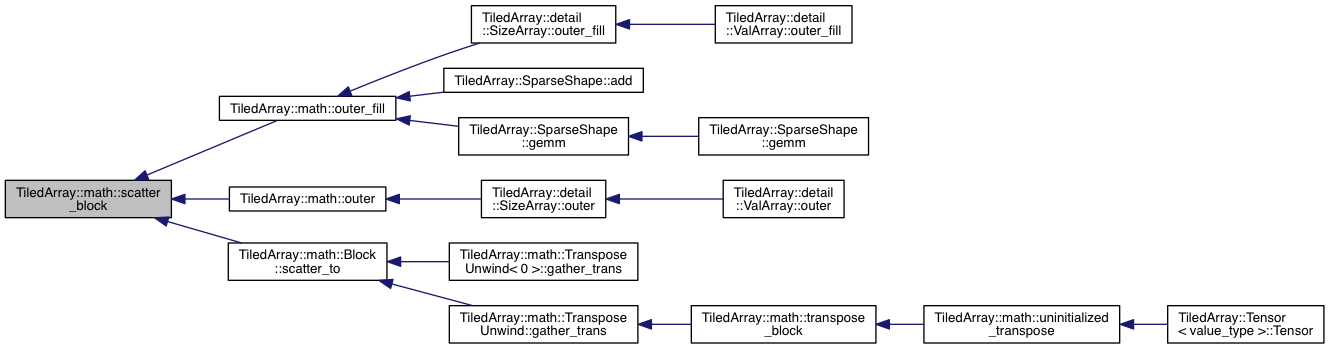 TiledArray::detail
::SizeArray::outer_fill
TiledArray::detail
::ValArray::outer_fill
TiledArray::SparseShape::add
TiledArray::math::outer_fill
TiledArray::SparseShape
::gemm
TiledArray::SparseShape
::gemm
TiledArray::math::scatter
_block
TiledArray::math::outer
TiledArray::detail
::SizeArray::outer
TiledArray::detail
::ValArray::outer
TiledArray::math::Block
::scatter_to
TiledArray::math::Transpose
Unwind< 0 >::gather_trans
TiledArray::math::Transpose
Unwind::gather_trans
TiledArray::math::transpose
_block
TiledArray::math::uninitialized
_transpose
TiledArray::Tensor
< value_type >::Tensor